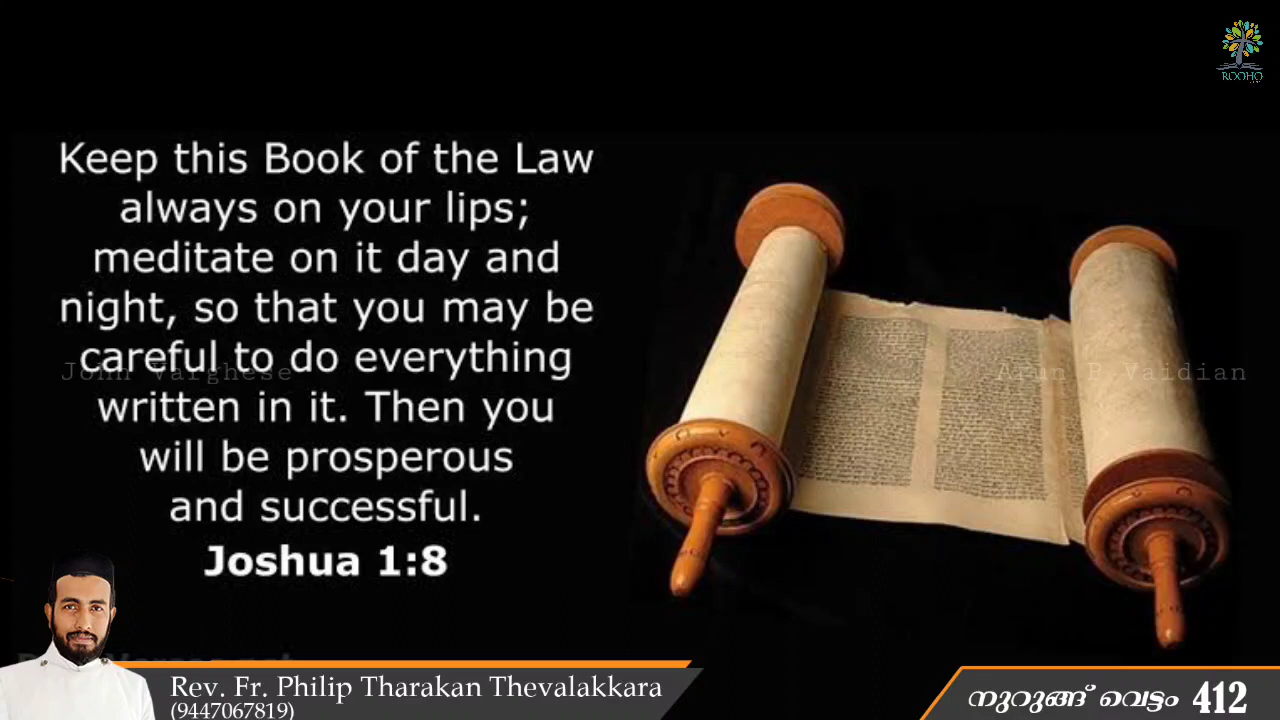 ROOHO
Keep this Book of the Law
always on your lips;
meditate on it day and
night, so that you may be
careful to do everything
written in it. Then you
will be prosperous
and successful.
Joshua 1:8
John Varghese
Arun P Vaidian
Rev. Fr. Philip Tharakan Thevalakkara
(9447067819)
നുറുങ്ങ് വെട്ടം 412